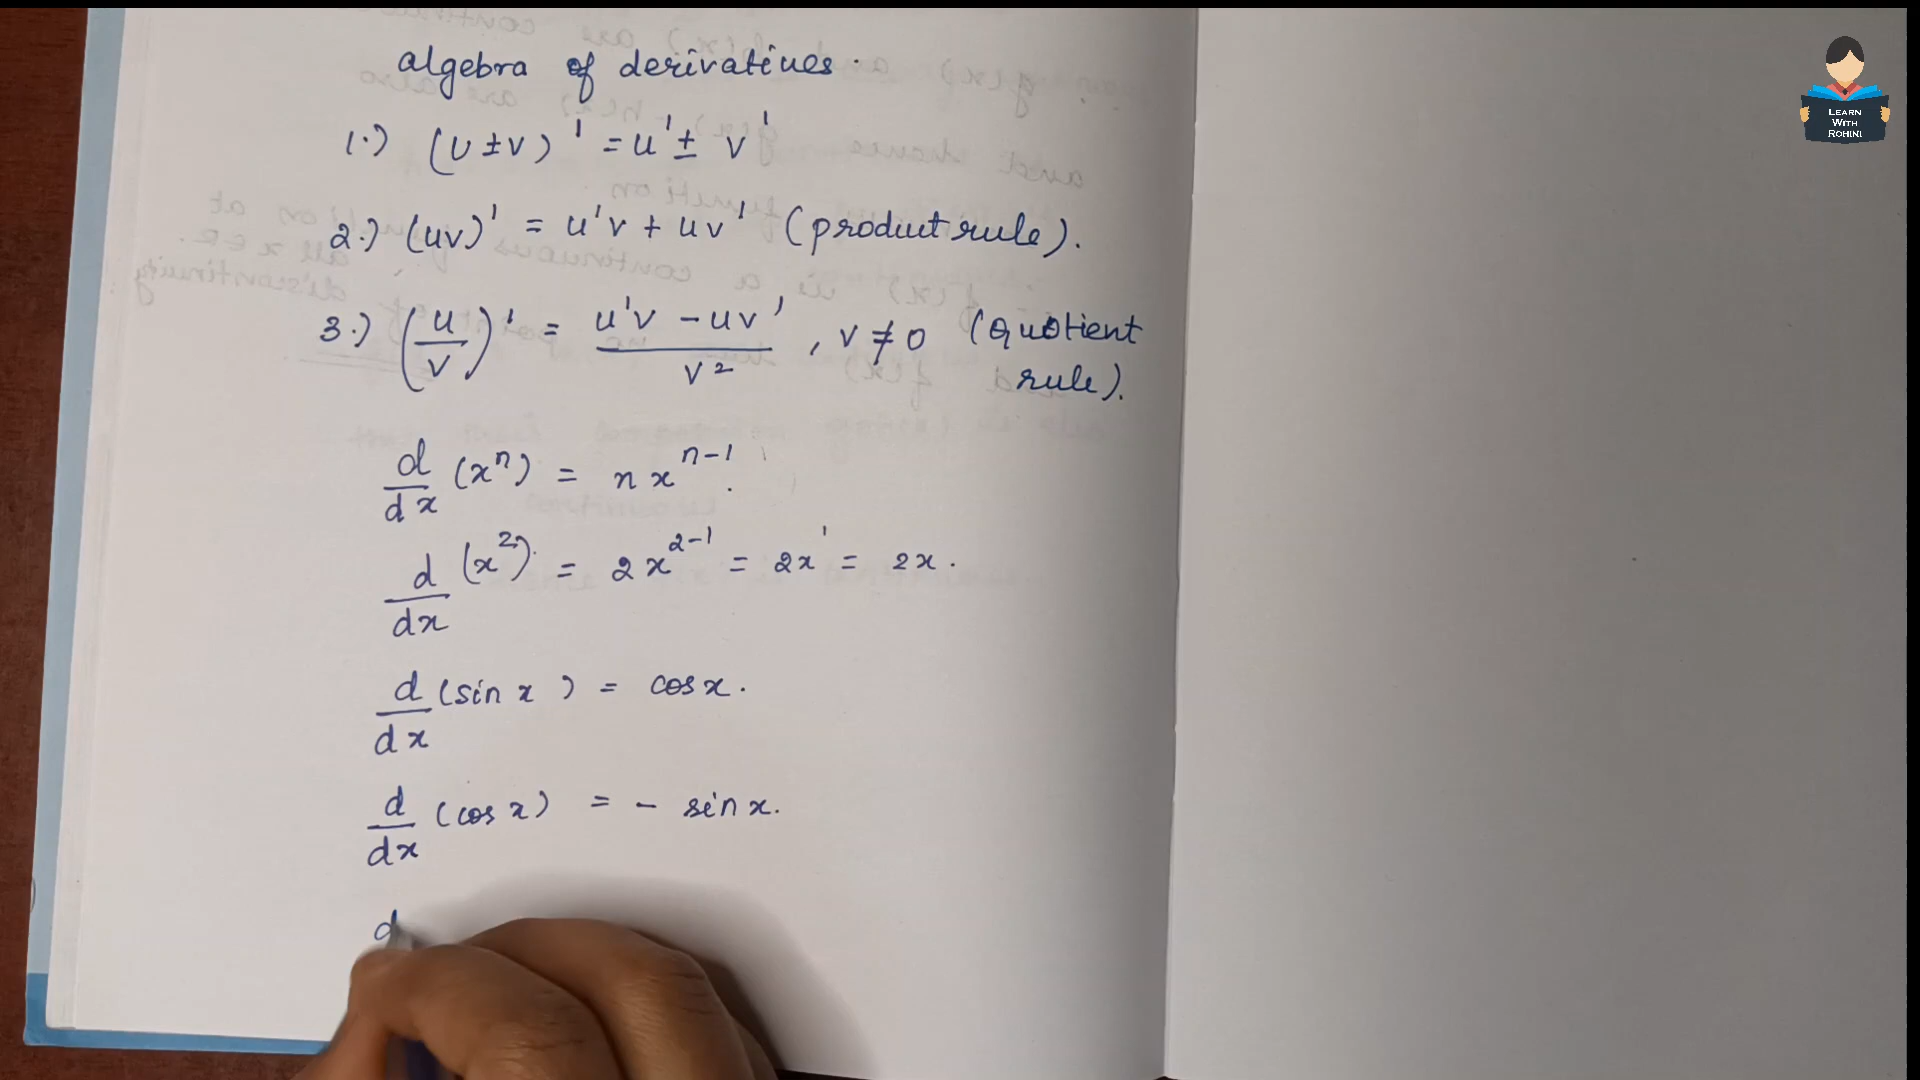 algebra of derivatives.
1.) (u ± v)' = u' ± v'
2.) (uv)' = u'v + uv' (product rule).
3.) (u/v)' = u'v - uv' / v², v ≠ 0 (Quotient
rule).
d/dx (xⁿ) = n xⁿ⁻¹.
d/dx (x²) = 2x²⁻¹ = 2x¹ = 2x.
d/dx (sin x) = cos x.
d/dx (cos x) = - sin x.
d
LEARN
WITH
ROHINI